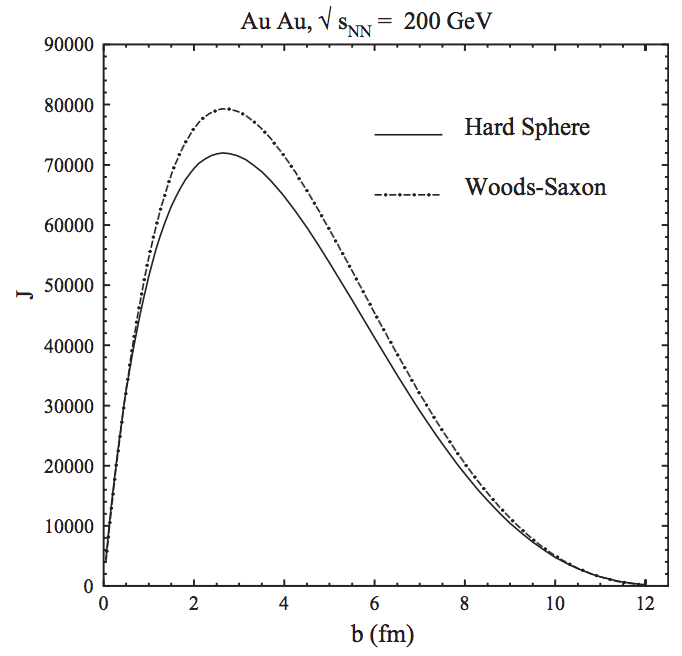 Au Au, √ sNN = 200 GeV
90000
80000
70000
60000
50000
40000
30000
20000
10000
0
J
Hard Sphere
Woods-Saxon
0 2 4 6 8 10 12
b (fm)